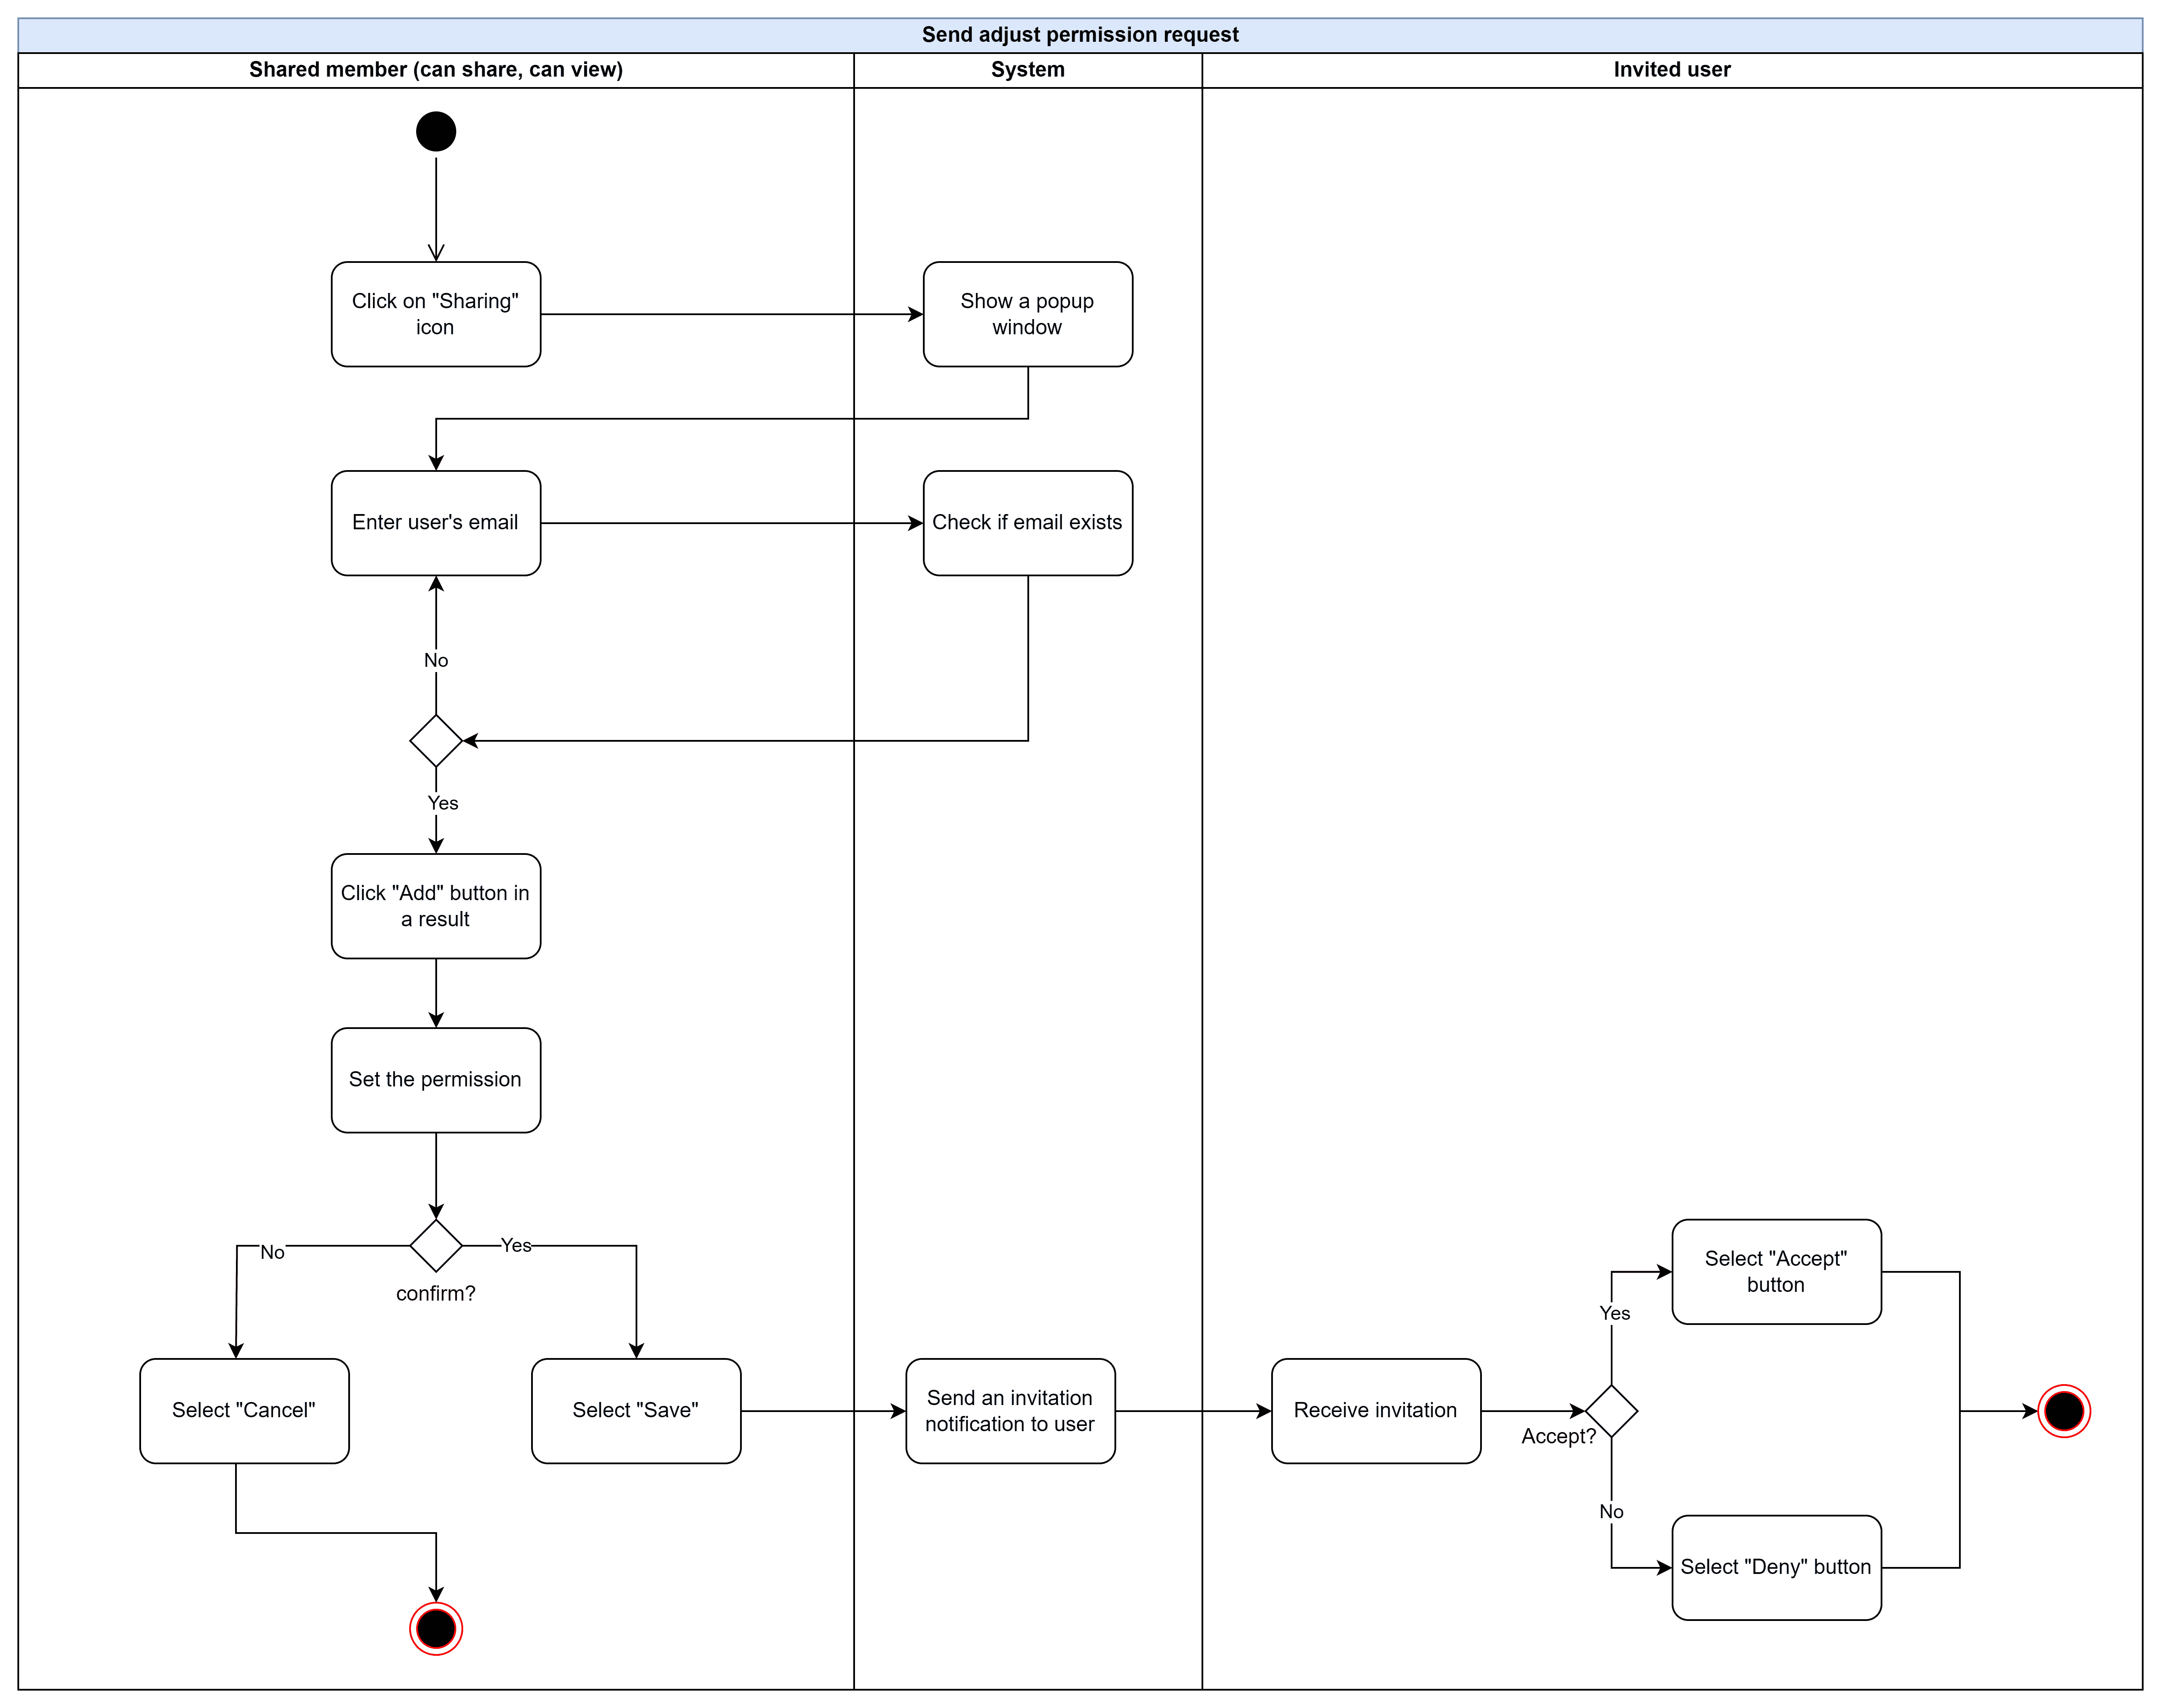 Send adjust permission request
Shared member (can share, can view)
System
Invited user
Click on "Sharing"
icon
Show a popup
window
Enter user's email
Check if email exists
No
Yes
Click "Add" button in
a result
Set the permission
No
Yes
confirm?
Select "Cancel"
Select "Save"
Send an invitation
notification to user
Receive invitation
Accept?
Yes
Select "Accept"
button
No
Select "Deny" button